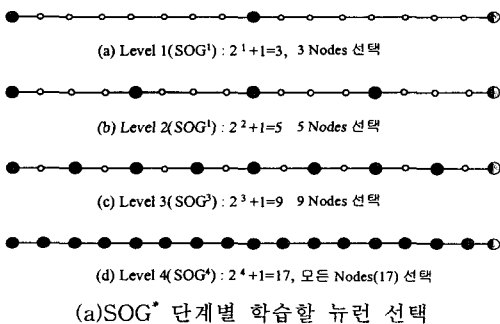 (a) Level 1(SOG¹) : 2¹+1=3, 3 Nodes 선택
(b) Level 2(SOG¹) : 2²+1=5 5 Nodes 선택
(c) Level 3(SOG³) : 2³+1=9 9 Nodes 선택
(d) Level 4(SOG⁴) : 2⁴+1=17, 모든 Nodes(17) 선택
(a)SOG* 단계별 학습할 뉴런 선택